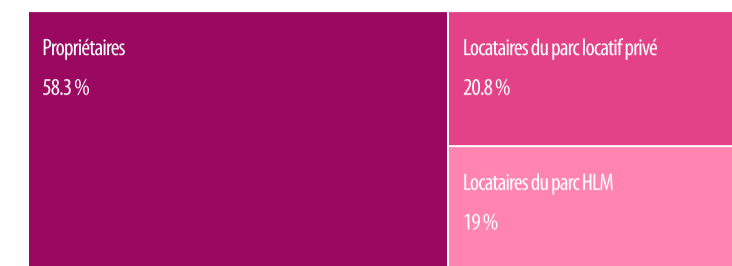 Propriétaires
58.3 %
Locataires du parc locatif privé
20.8 %
Locataires du parc HLM
19 %